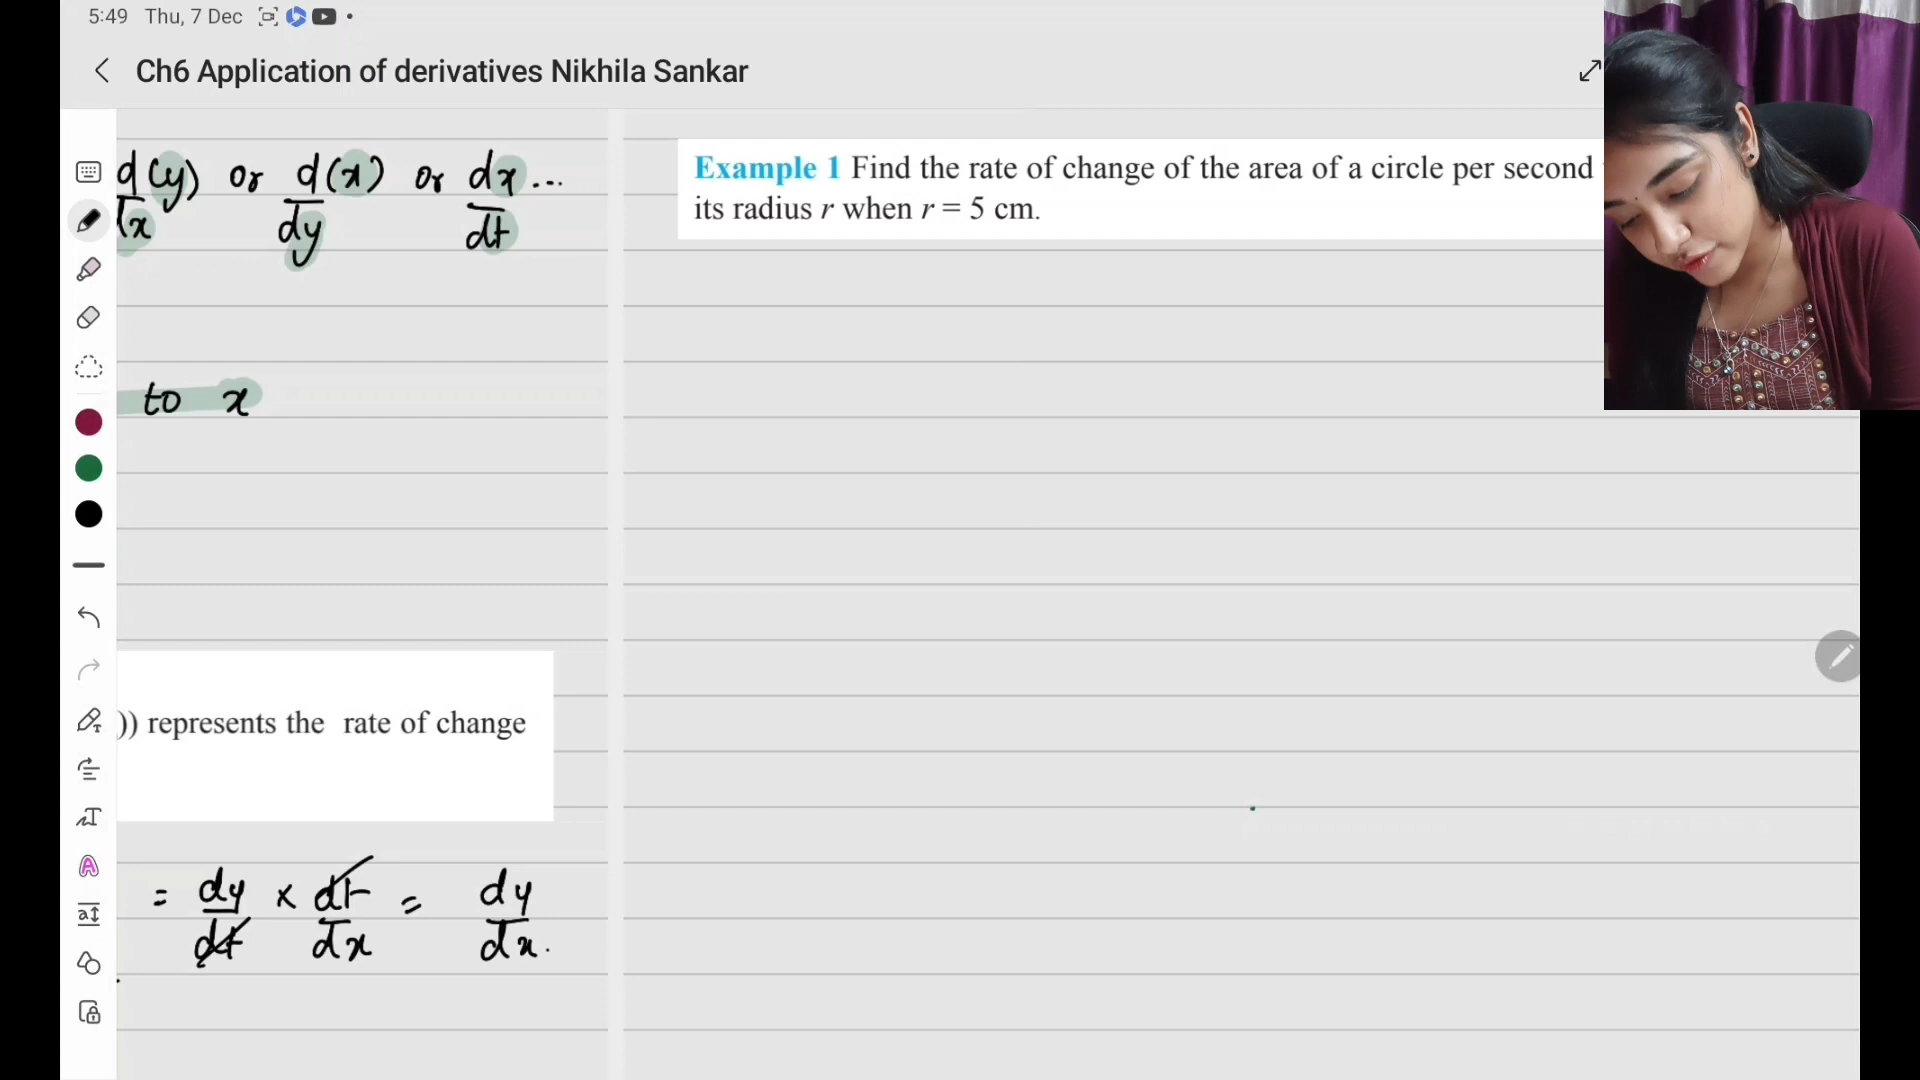 5:49 Thu, 7 Dec
Ch6 Application of derivatives Nikhila Sankar
d(y) or d(x) or dx ...
dx dy dt
to x
)) represents the rate of change
= dy x dt = dy
dt dx dx.
Example 1 Find the rate of change of the area of a circle per second
its radius r when r = 5 cm.